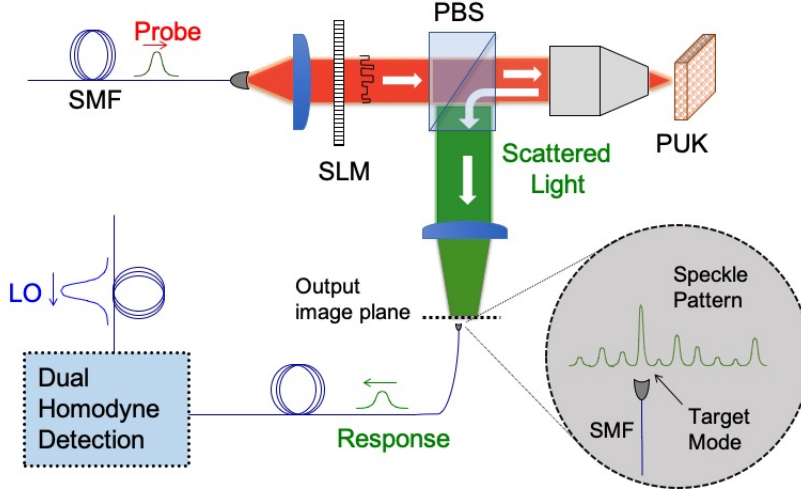 PBS
Probe
SMF
SLM
PUK
Scattered
Light
LO
Output
image plane
Speckle
Pattern
Dual
Homodyne
Detection
Response
SMF
Target
Mode